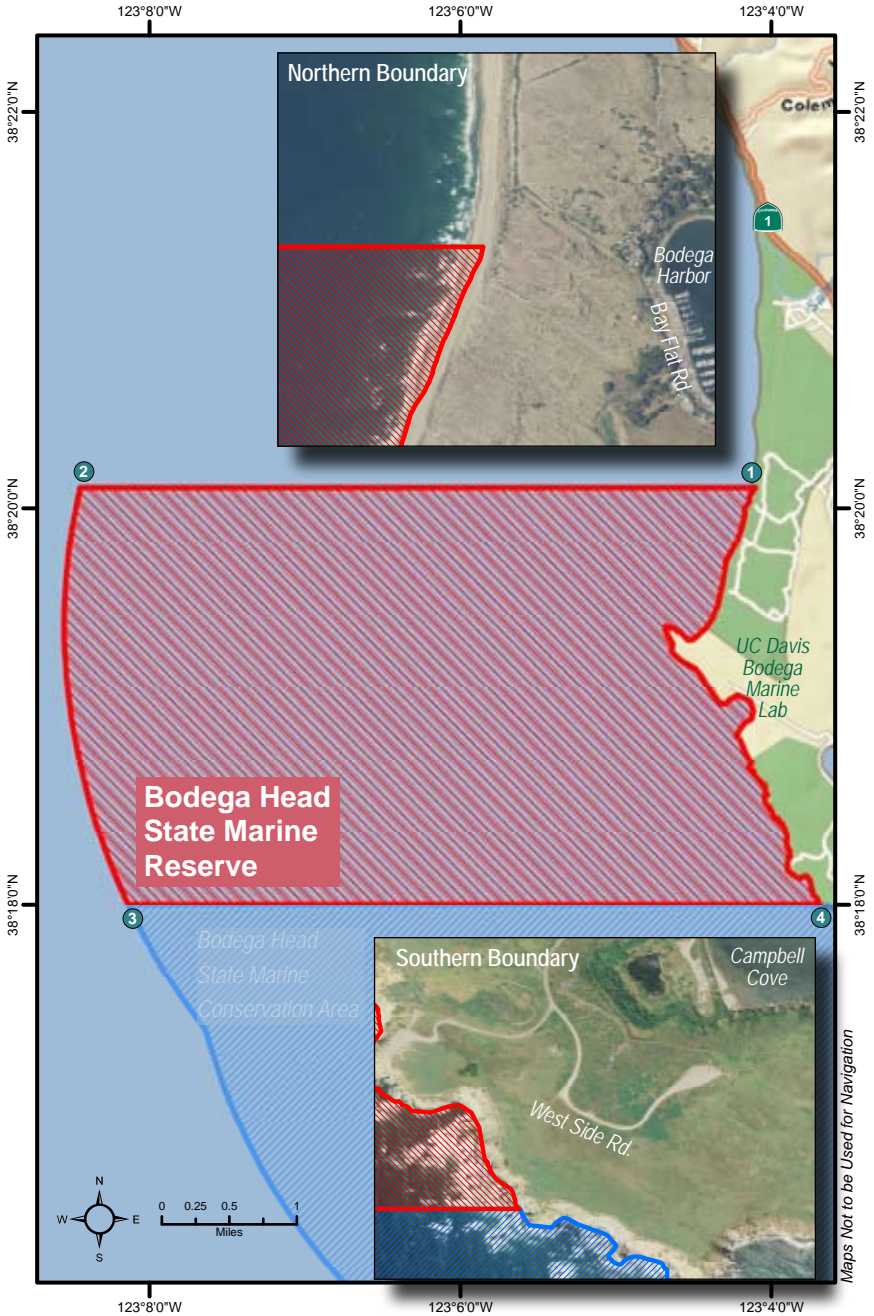 123°8'0"W
123°6'0"W
123°4'0"W
38°22'0"N
38°22'0"N
Northern Boundary
Colem
CALIFORNIA
1
Bodega
Harbor
Bay Flat Rd.
2
1
38°20'0"N
38°20'0"N
UC Davis
Bodega
Marine
Lab
Bodega Head
State Marine
Reserve
38°18'0"N
38°18'0"N
3
4
Bodega Head
State Marine
Conservation Area
Southern Boundary
Campbell
Cove
West Side Rd.
Maps Not to be Used for Navigation
N
W
E
S
0 0.25 0.5 1
Miles
123°8'0"W
123°6'0"W
123°4'0"W